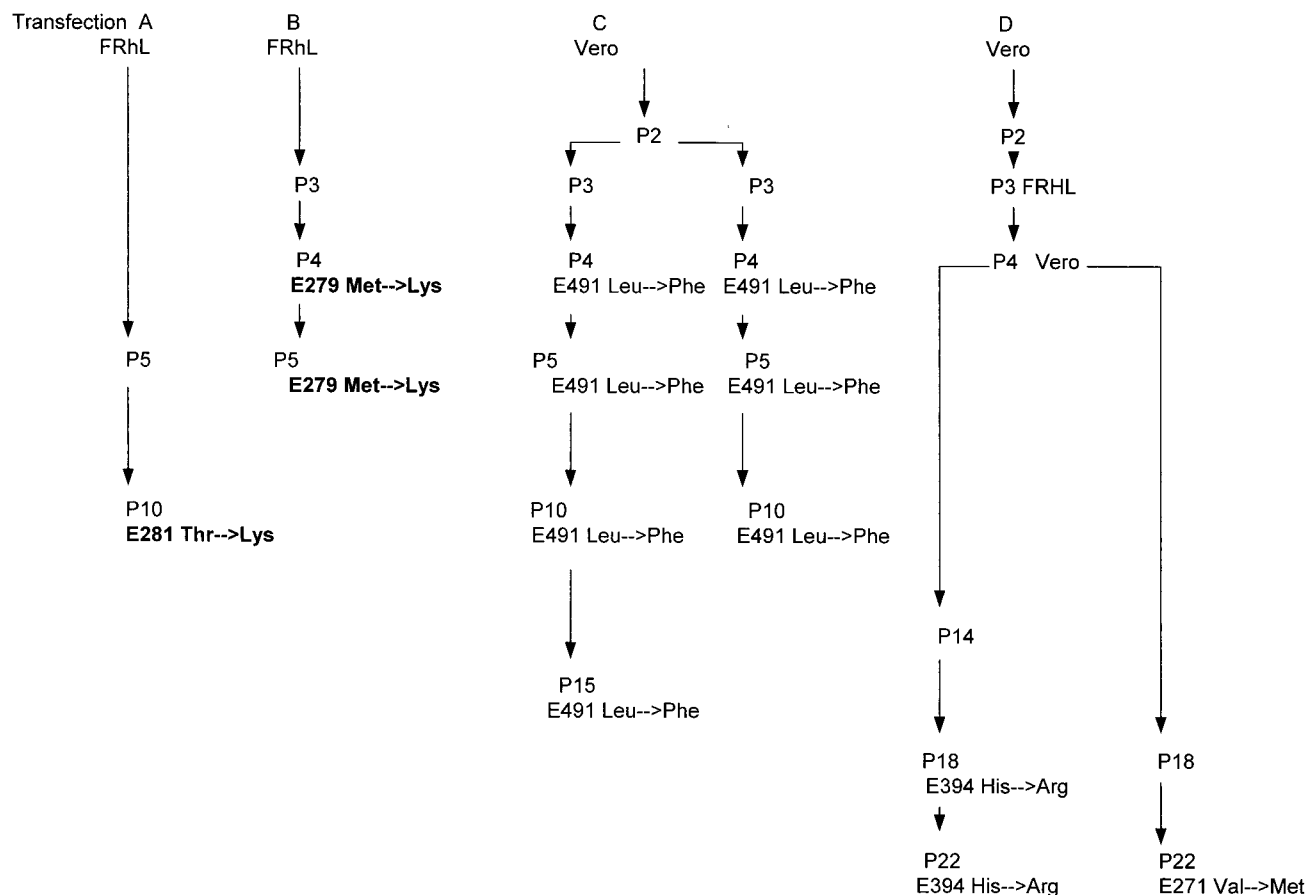 Transfection A
FRhL
P5
P10
E281 Thr-->Lys
B
FRhL
P3
P4
E279 Met-->Lys
P5
E279 Met-->Lys
C
Vero
P2
P3
P4
E491 Leu-->Phe
P5
E491 Leu-->Phe
P10
E491 Leu-->Phe
P15
E491 Leu-->Phe
P3
P4
E491 Leu-->Phe
P5
E491 Leu-->Phe
P10
E491 Leu-->Phe
D
Vero
P2
P3 FRHL
P4 Vero
P14
P18
E394 His-->Arg
P22
E394 His-->Arg
P18
P22
E271 Val-->Met